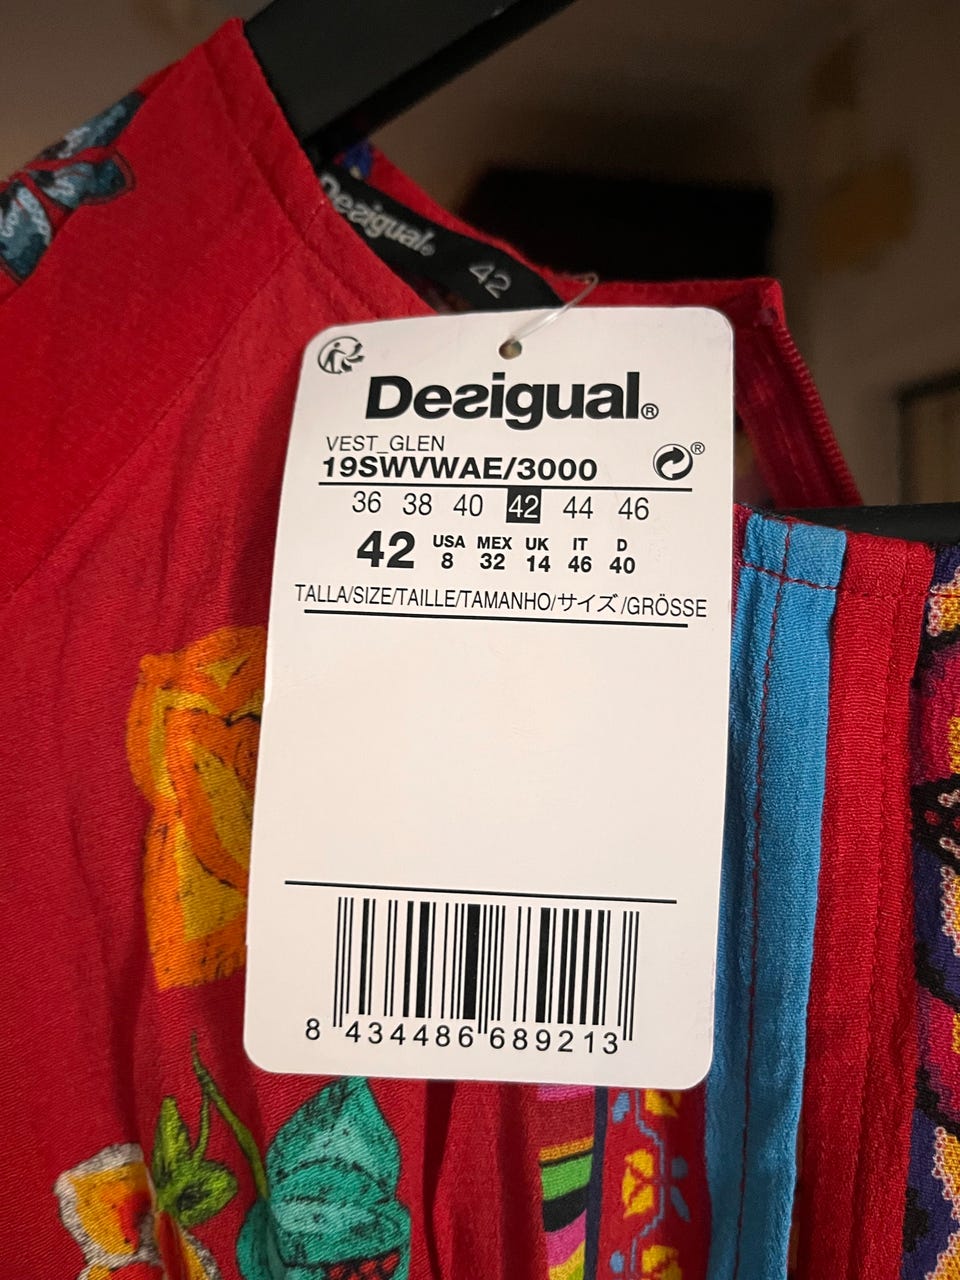 Desigual® 42
Desigual®
VEST_GLEN
19SWVWAE/3000 ®
36 38 40 42 44 46
42 USA 8 MEX 32 UK 14 IT 46 D 40
TALLA/SIZE/TAILLE/TAMANHO/サイズ/GRÖSSE
8 434486 689213